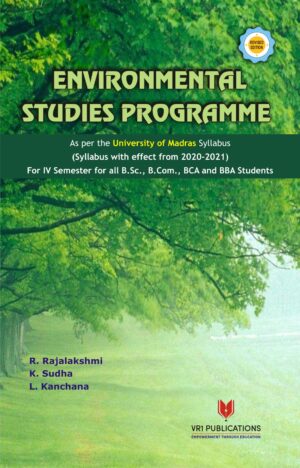 REVISED
EDITION
ENVIRONMENTAL
STUDIES PROGRAMME
As per the University of Madras Syllabus
(Syllabus with effect from 2020-2021)
For IV Semester for all B.Sc., B.Com., BCA and BBA Students
R. Rajalakshmi
K. Sudha
L. Kanchana
VR1 PUBLICATIONS
EMPOWERMENT THROUGH EDUCATION